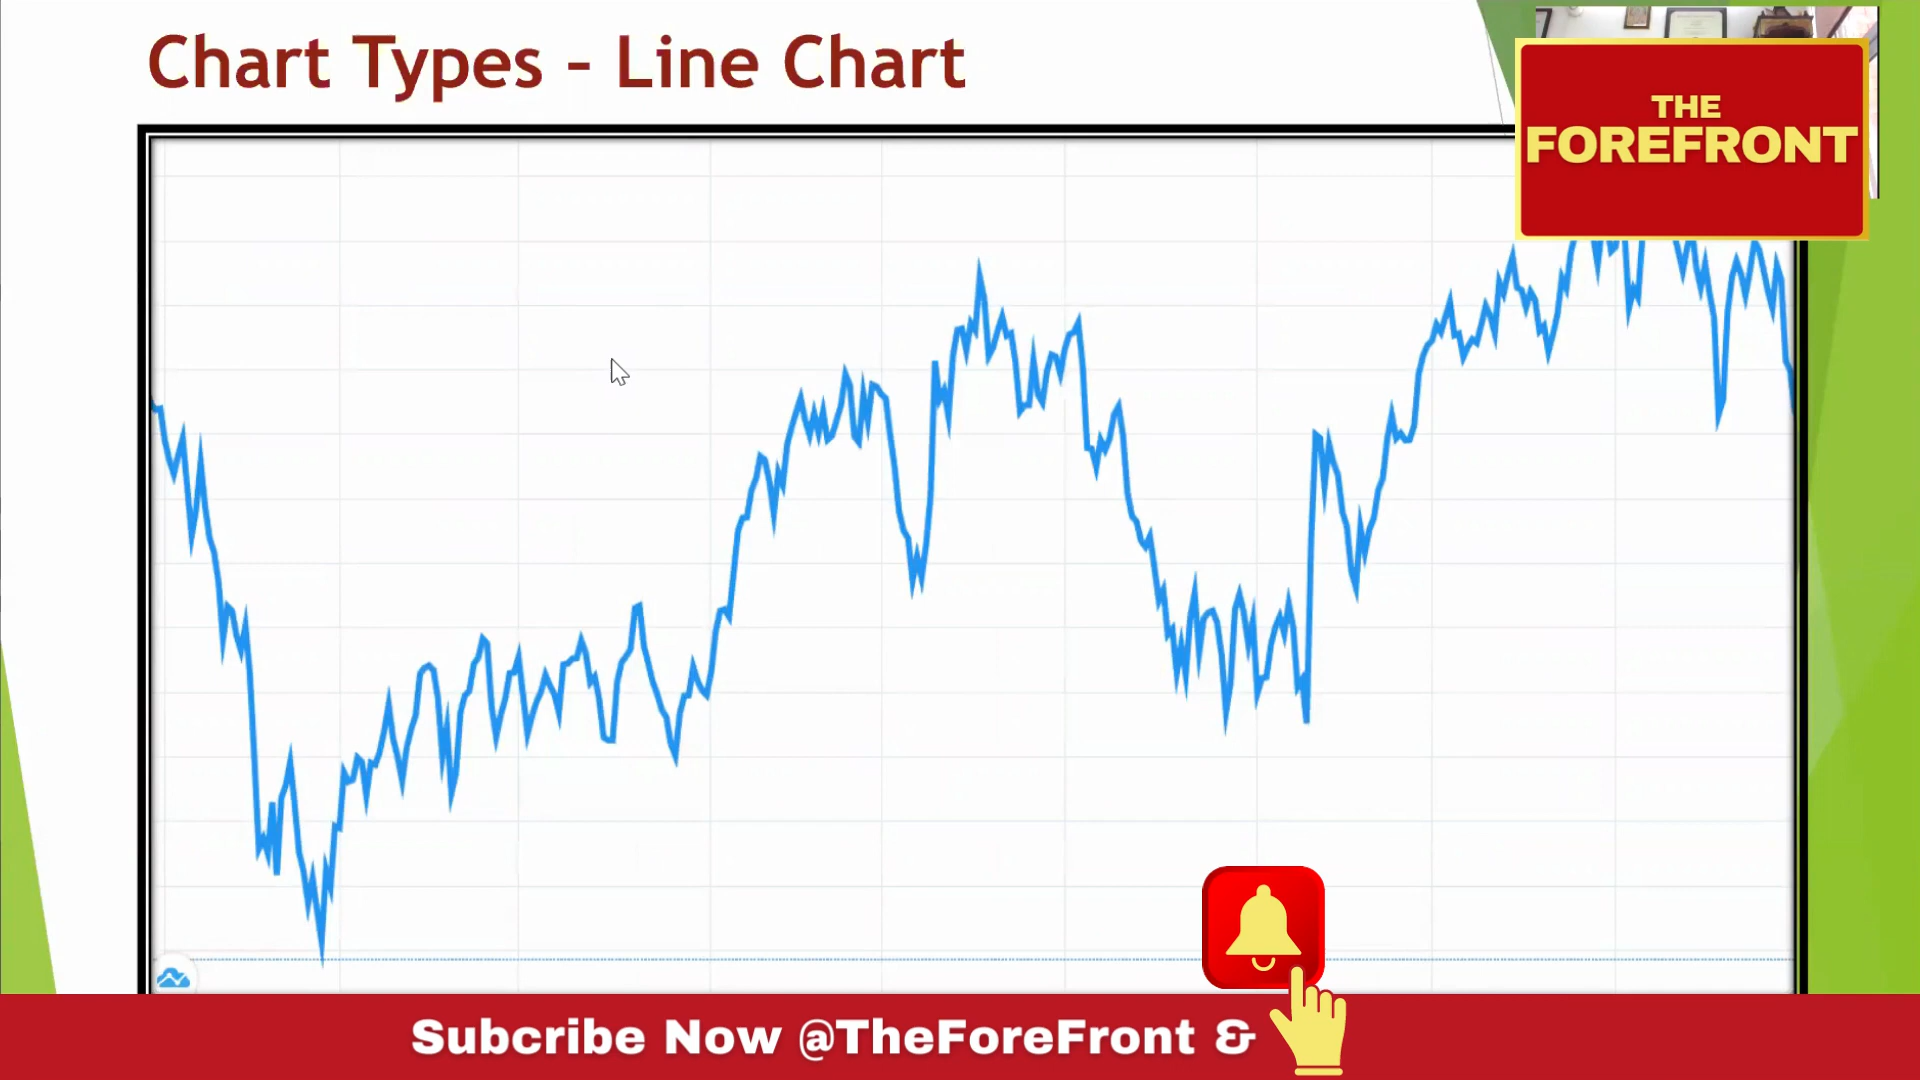 Chart Types - Line Chart
THE
FOREFRONT
Subcribe Now @TheForeFront &